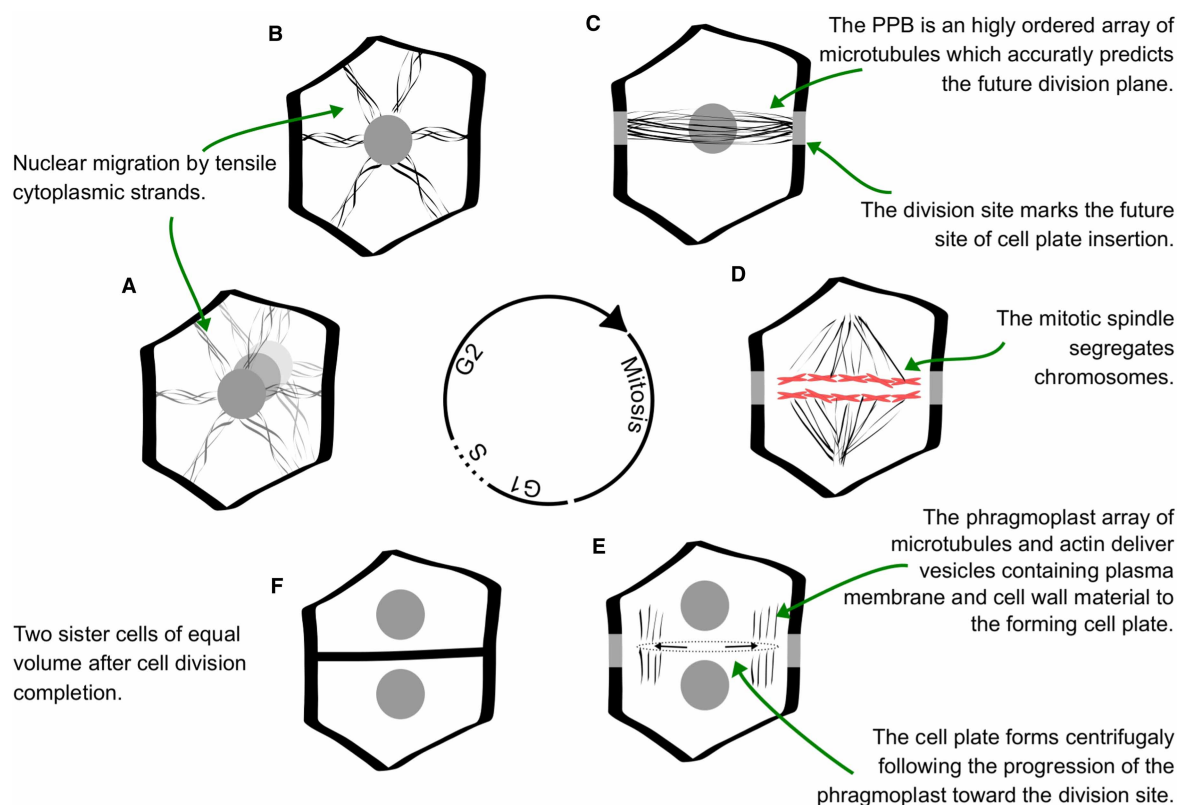 B
C
The PPB is an higly ordered array of
microtubules which accuratly predicts
the future division plane.
Nuclear migration by tensile
cytoplasmic strands.
The division site marks the future
site of cell plate insertion.
A
D
The mitotic spindle
segregates
chromosomes.
G2
Mitosis
S
G1
F
E
The phragmoplast array of
microtubules and actin deliver
vesicles containing plasma
membrane and cell wall material to
the forming cell plate.
Two sister cells of equal
volume after cell division
completion.
The cell plate forms centrifugaly
following the progression of the
phragmoplast toward the division site.